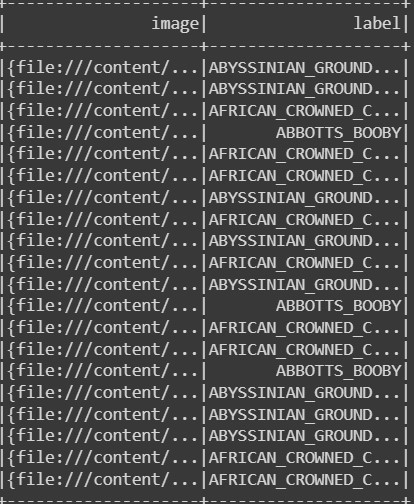 +--------------------+--------------------+
|               image|               label|
+--------------------+--------------------+
|{file:///content/...|ABYSSINIAN_GROUND...|
|{file:///content/...|ABYSSINIAN_GROUND...|
|{file:///content/...|AFRICAN_CROWNED_C...|
|{file:///content/...|       ABBOTTS_BOOBY|
|{file:///content/...|AFRICAN_CROWNED_C...|
|{file:///content/...|AFRICAN_CROWNED_C...|
|{file:///content/...|ABYSSINIAN_GROUND...|
|{file:///content/...|AFRICAN_CROWNED_C...|
|{file:///content/...|ABYSSINIAN_GROUND...|
|{file:///content/...|AFRICAN_CROWNED_C...|
|{file:///content/...|ABYSSINIAN_GROUND...|
|{file:///content/...|       ABBOTTS_BOOBY|
|{file:///content/...|AFRICAN_CROWNED_C...|
|{file:///content/...|AFRICAN_CROWNED_C...|
|{file:///content/...|       ABBOTTS_BOOBY|
|{file:///content/...|ABYSSINIAN_GROUND...|
|{file:///content/...|ABYSSINIAN_GROUND...|
|{file:///content/...|ABYSSINIAN_GROUND...|
|{file:///content/...|AFRICAN_CROWNED_C...|
|{file:///content/...|AFRICAN_CROWNED_C...|
+--------------------+--------------------+